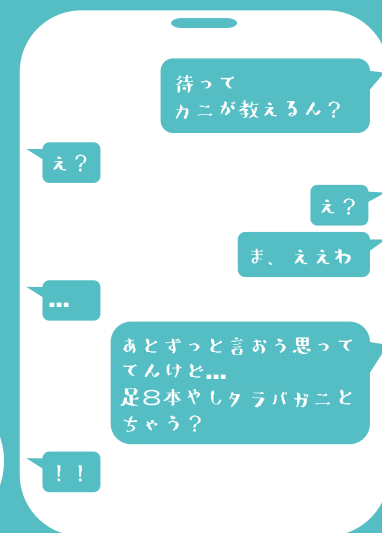 待って
カニが教えるん？
え？
え？
ま、ええわ
…
あとずっと言おう思って
てんけど…
足8本やしタラバガニと
ちゃう？
！！